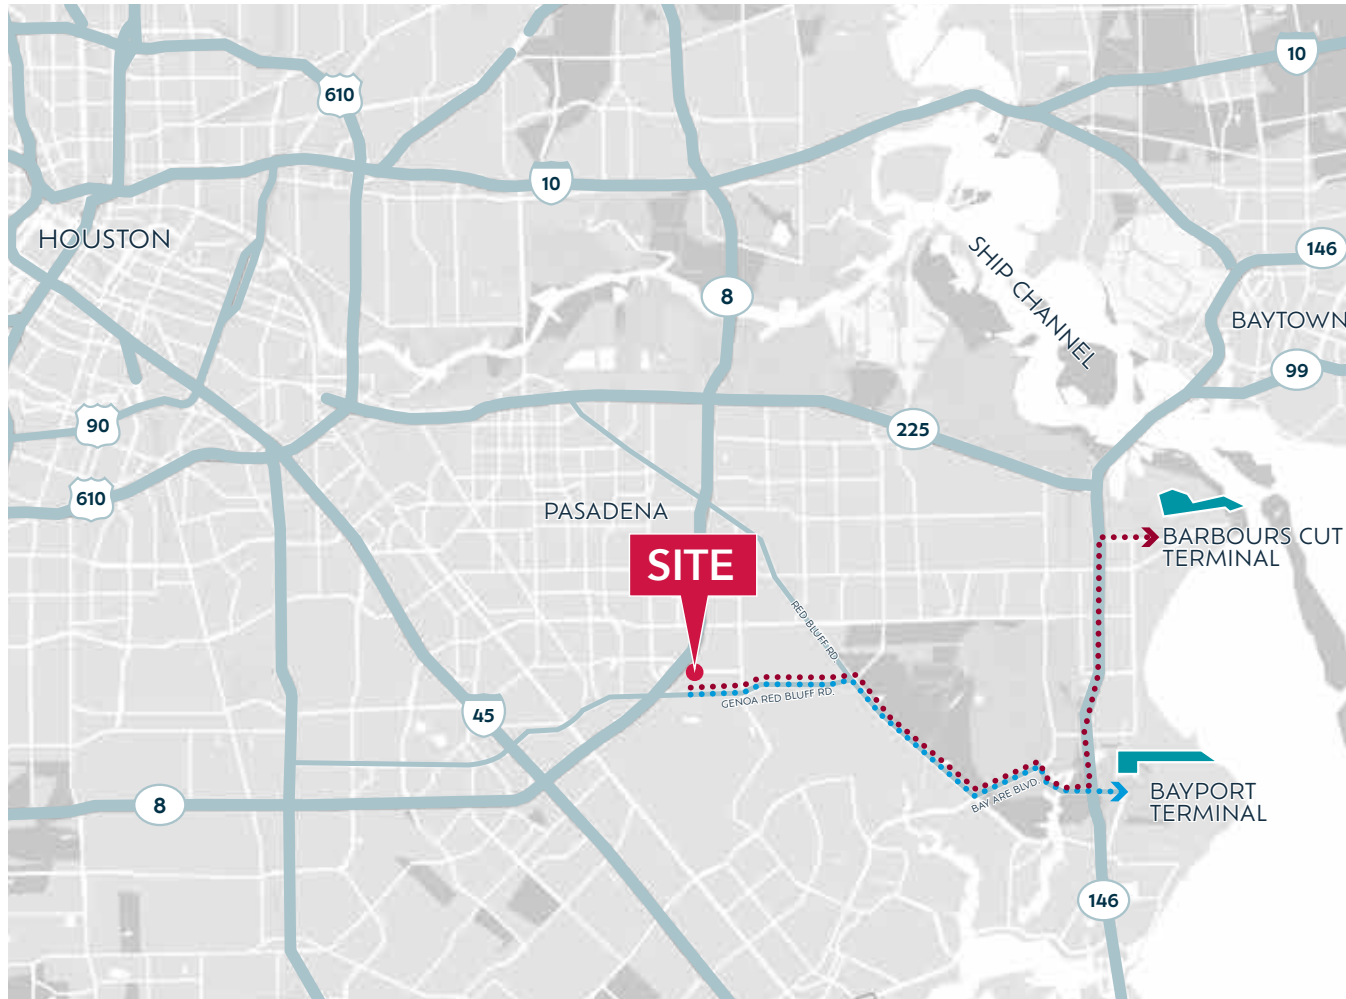 10
610
10
HOUSTON
SHIP CHANNEL
146
8
BAYTOWN
99
90
225
610
PASADENA
BARBOURS CUT
TERMINAL
SITE
RED BLUFF RD.
GENOA RED BLUFF RD.
45
BAY ARE BLVD.
BAYPORT
TERMINAL
8
146